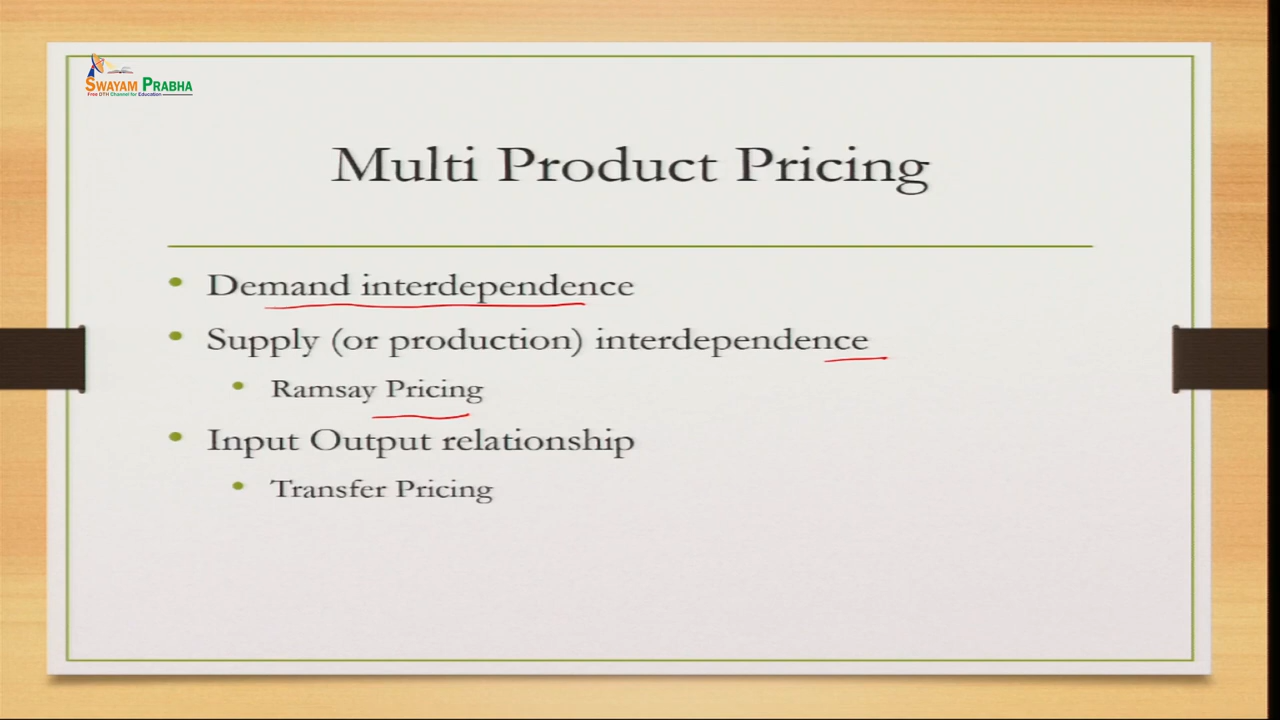 SWAYAM PRABHA
Free DTH Channel for Education
Multi Product Pricing
• Demand interdependence
• Supply (or production) interdependence
• Ramsay Pricing
• Input Output relationship
• Transfer Pricing